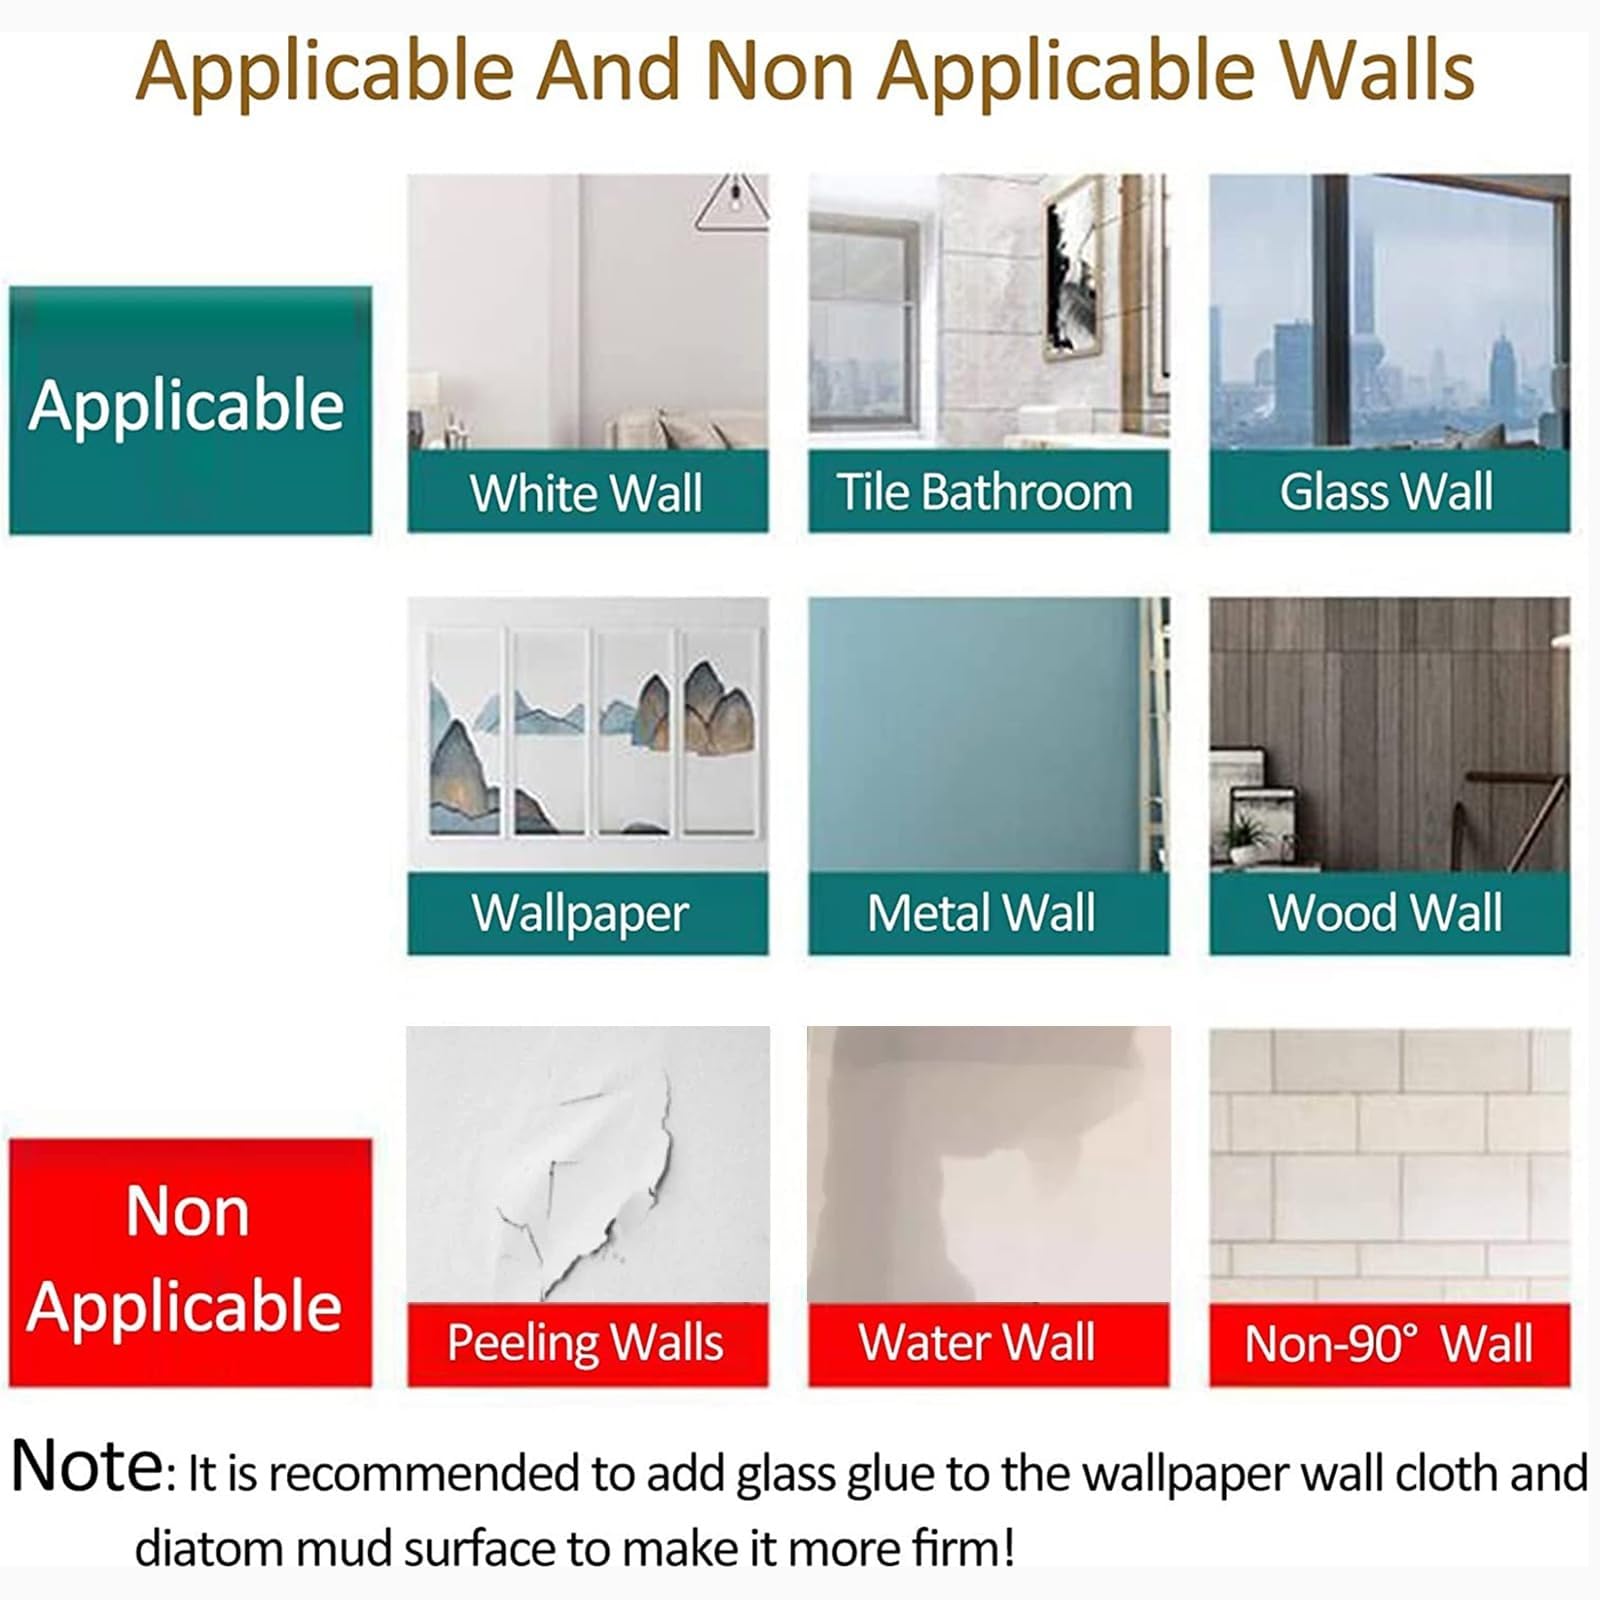 Applicable And Non Applicable Walls
Applicable
White Wall
Tile Bathroom
Glass Wall
Wallpaper
Metal Wall
Wood Wall
Non
Applicable
Peeling Walls
Water Wall
Non-90° Wall
Note: It is recommended to add glass glue to the wallpaper wall cloth and
diatom mud surface to make it more firm!